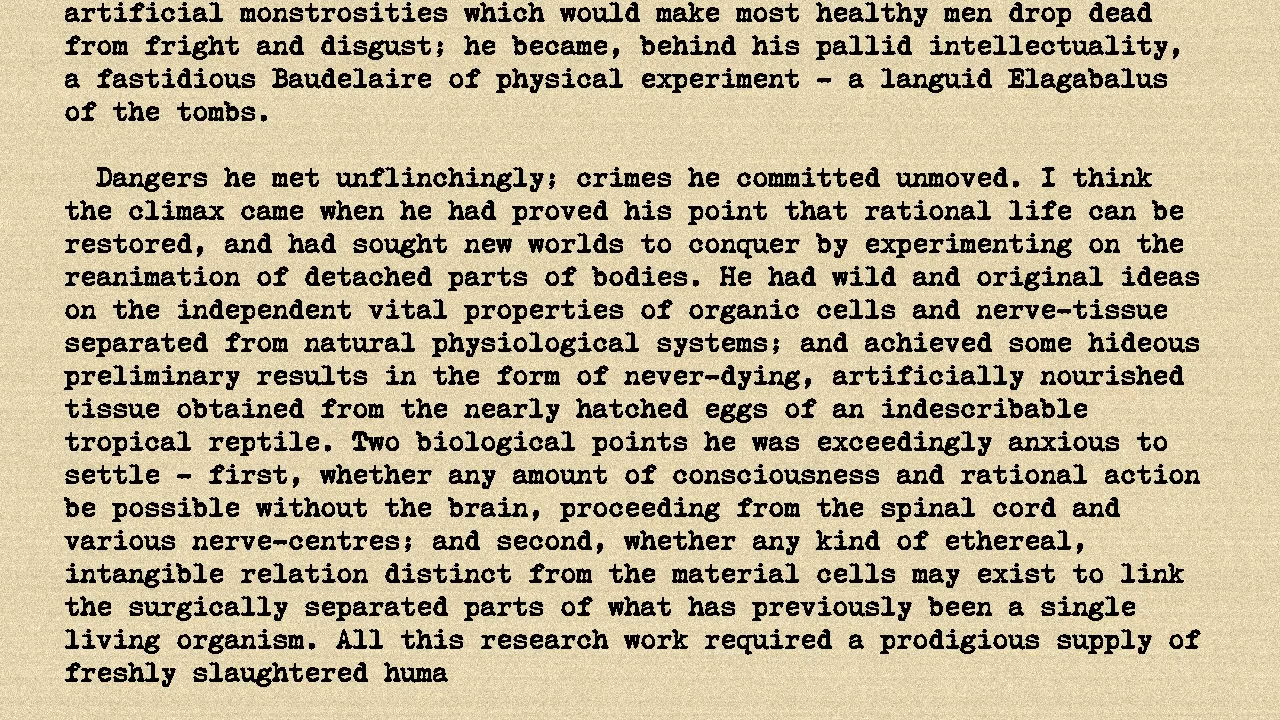 artificial monstrosities which would make most healthy men drop dead
from fright and disgust; he became, behind his pallid intellectuality,
a fastidious Baudelaire of physical experiment – a languid Elagabalus
of the tombs.
Dangers he met unflinchingly; crimes he committed unmoved. I think
the climax came when he had proved his point that rational life can be
restored, and had sought new worlds to conquer by experimenting on the
reanimation of detached parts of bodies. He had wild and original ideas
on the independent vital properties of organic cells and nerve-tissue
separated from natural physiological systems; and achieved some hideous
preliminary results in the form of never-dying, artificially nourished
tissue obtained from the nearly hatched eggs of an indescribable
tropical reptile. Two biological points he was exceedingly anxious to
settle – first, whether any amount of consciousness and rational action
be possible without the brain, proceeding from the spinal cord and
various nerve-centres; and second, whether any kind of ethereal,
intangible relation distinct from the material cells may exist to link
the surgically separated parts of what has previously been a single
living organism. All this research work required a prodigious supply of
freshly slaughtered huma